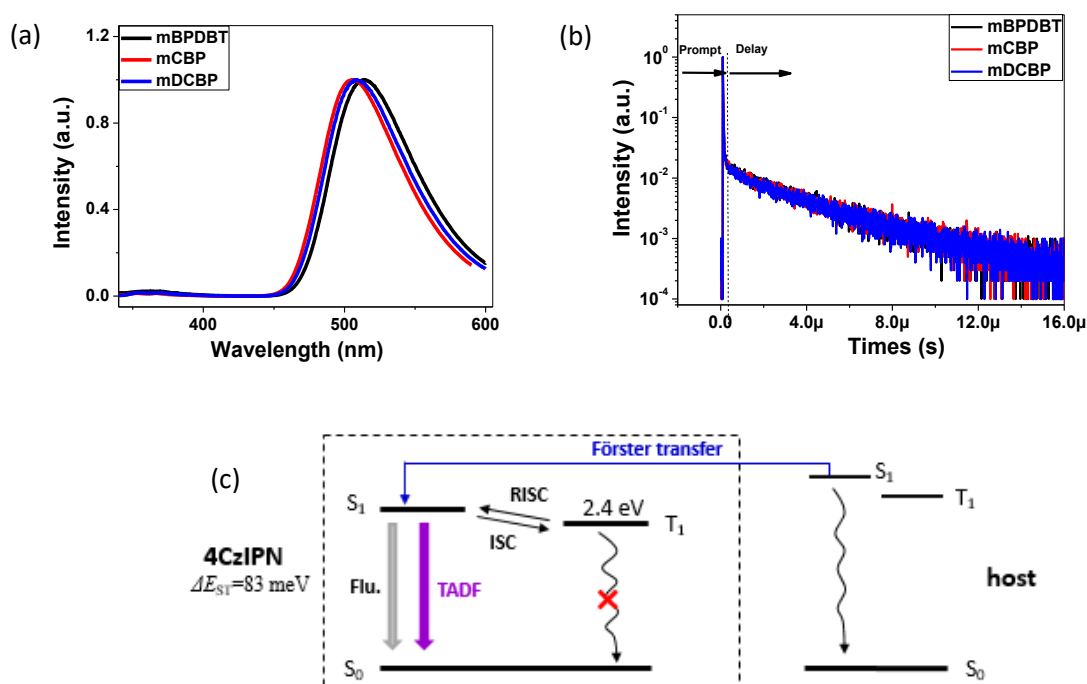 (a)
mBPDBT
mCBP
mDCBP
1.2
0.8
0.4
0.0
Intensity (a.u.)
400
500
600
Wavelength (nm)
(b)
mBPDBT
mCBP
mDCBP
Prompt
Delay
10⁰
10⁻¹
10⁻²
10⁻³
10⁻⁴
Intensity (a.u.)
0.0
4.0µ
8.0µ
12.0µ
16.0µ
Times (s)
(c)
Förster transfer
S₁
T₁
S₁
RISC
ISC
2.4 eV
T₁
4CzIPN
ΔE_ST=83 meV
Flu.
TADF
host
S₀
S₀